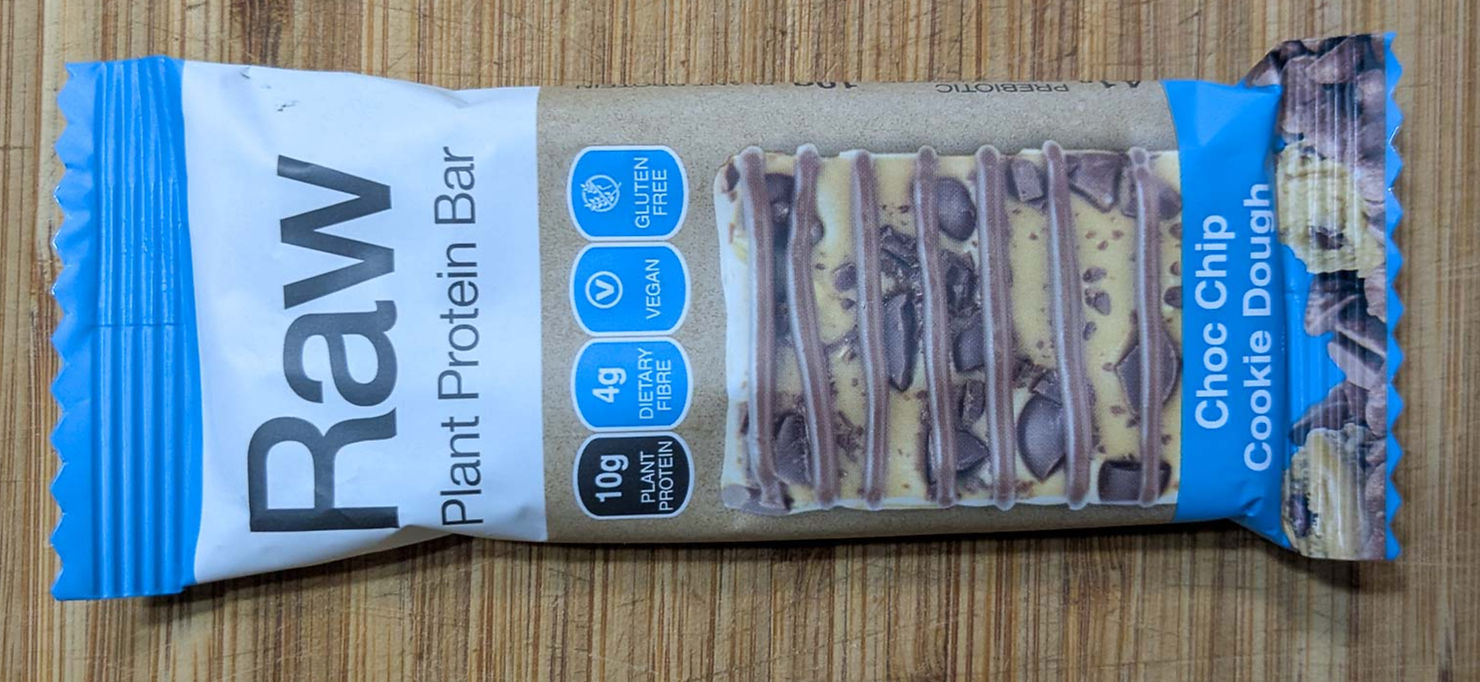 Raw
Plant Protein Bar
10g
PLANT
PROTEIN
4g
DIETARY
FIBRE
V
VEGAN
GLUTEN
FREE
Choc Chip
Cookie Dough
PREBIOTIC